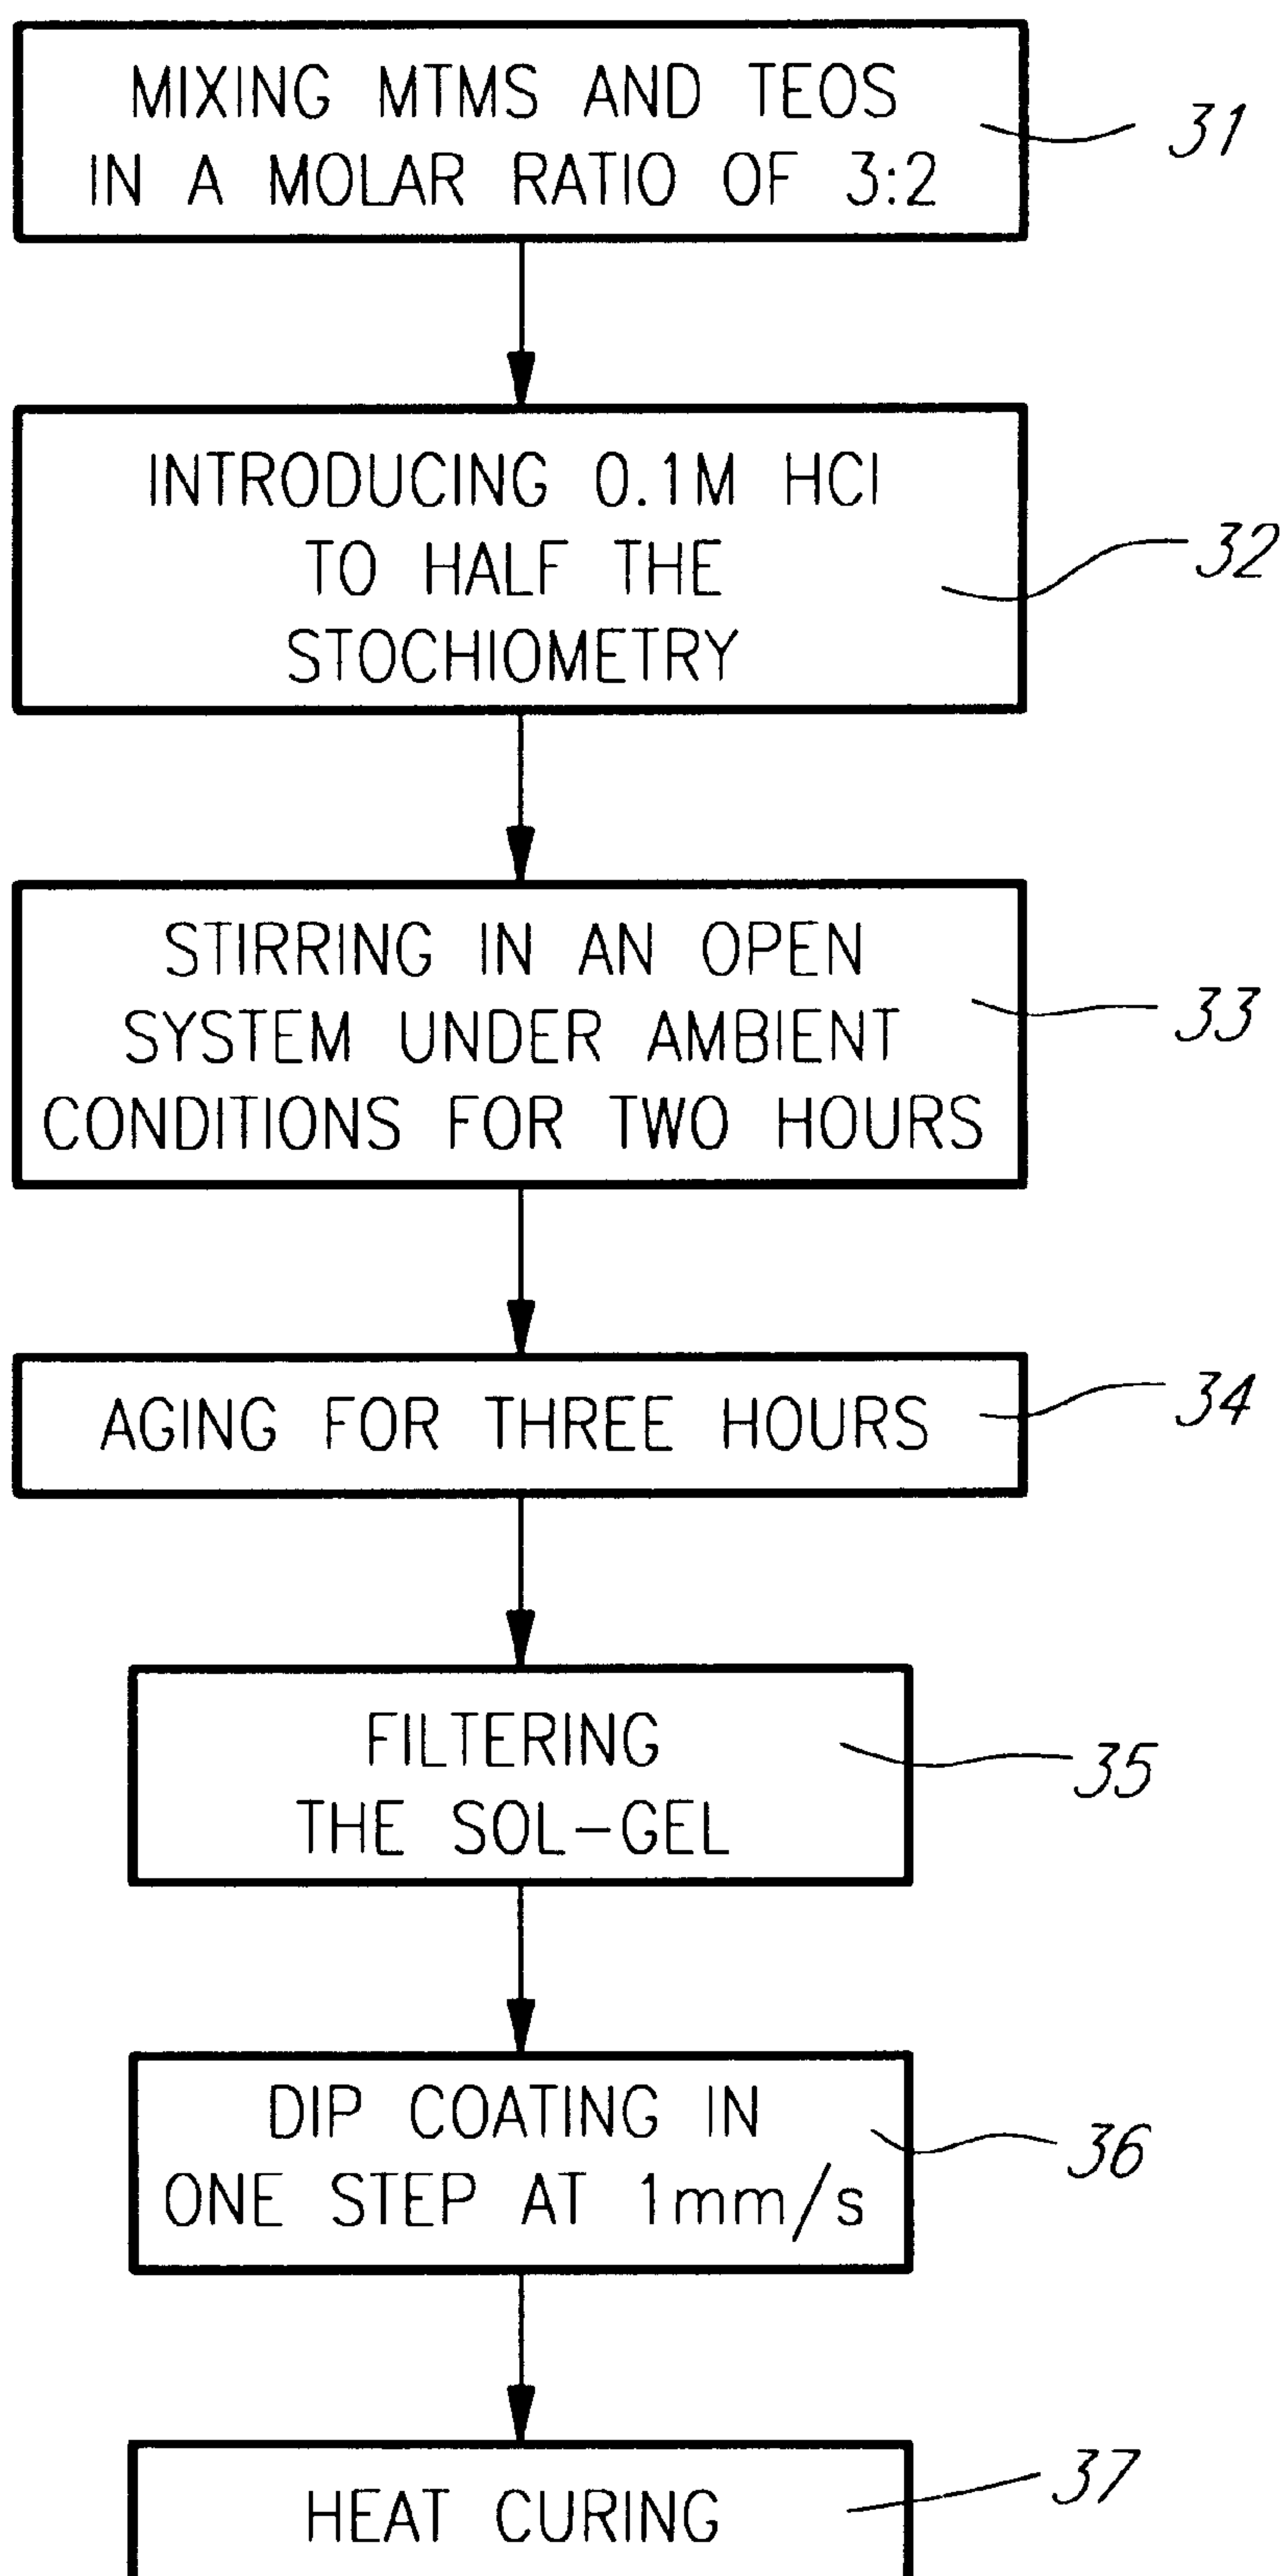 MIXING MTMS AND TEOS
IN A MOLAR RATIO OF 3:2
31
INTRODUCING 0.1M HCl
TO HALF THE
STOCHIOMETRY
32
STIRRING IN AN OPEN
SYSTEM UNDER AMBIENT
CONDITIONS FOR TWO HOURS
33
AGING FOR THREE HOURS
34
FILTERING
THE SOL-GEL
35
DIP COATING IN
ONE STEP AT 1mm/s
36
HEAT CURING
37